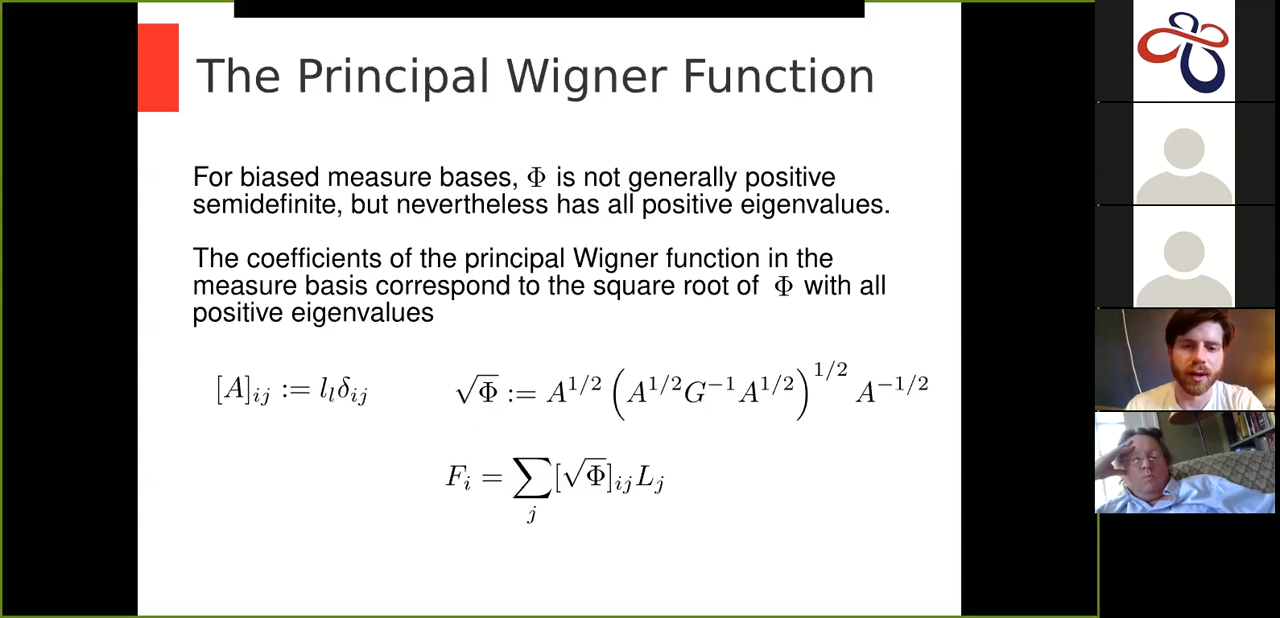 The Principal Wigner Function
For biased measure bases, Φ is not generally positive
semidefinite, but nevertheless has all positive eigenvalues.
The coefficients of the principal Wigner function in the
measure basis correspond to the square root of Φ with all
positive eigenvalues
[A]_{ij} := l_l δ_{ij}    √Φ := A^{1/2} (A^{1/2} G^{-1} A^{1/2})^{1/2} A^{-1/2}
F_i = ∑_j [√Φ]_{ij} L_j